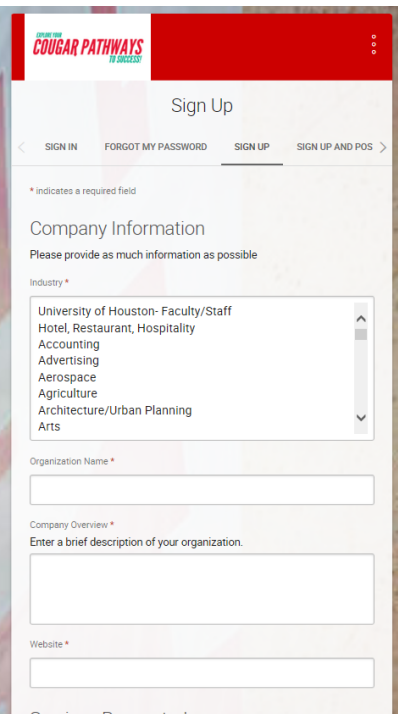 EXPLORE YOUR
COUGAR PATHWAYS
TO SUCCESS!
Sign Up
SIGN IN FORGOT MY PASSWORD SIGN UP SIGN UP AND POS
* indicates a required field
Company Information
Please provide as much information as possible
Industry *
University of Houston- Faculty/Staff
Hotel, Restaurant, Hospitality
Accounting
Advertising
Aerospace
Agriculture
Architecture/Urban Planning
Arts
Organization Name *
Company Overview *
Enter a brief description of your organization.
Website *